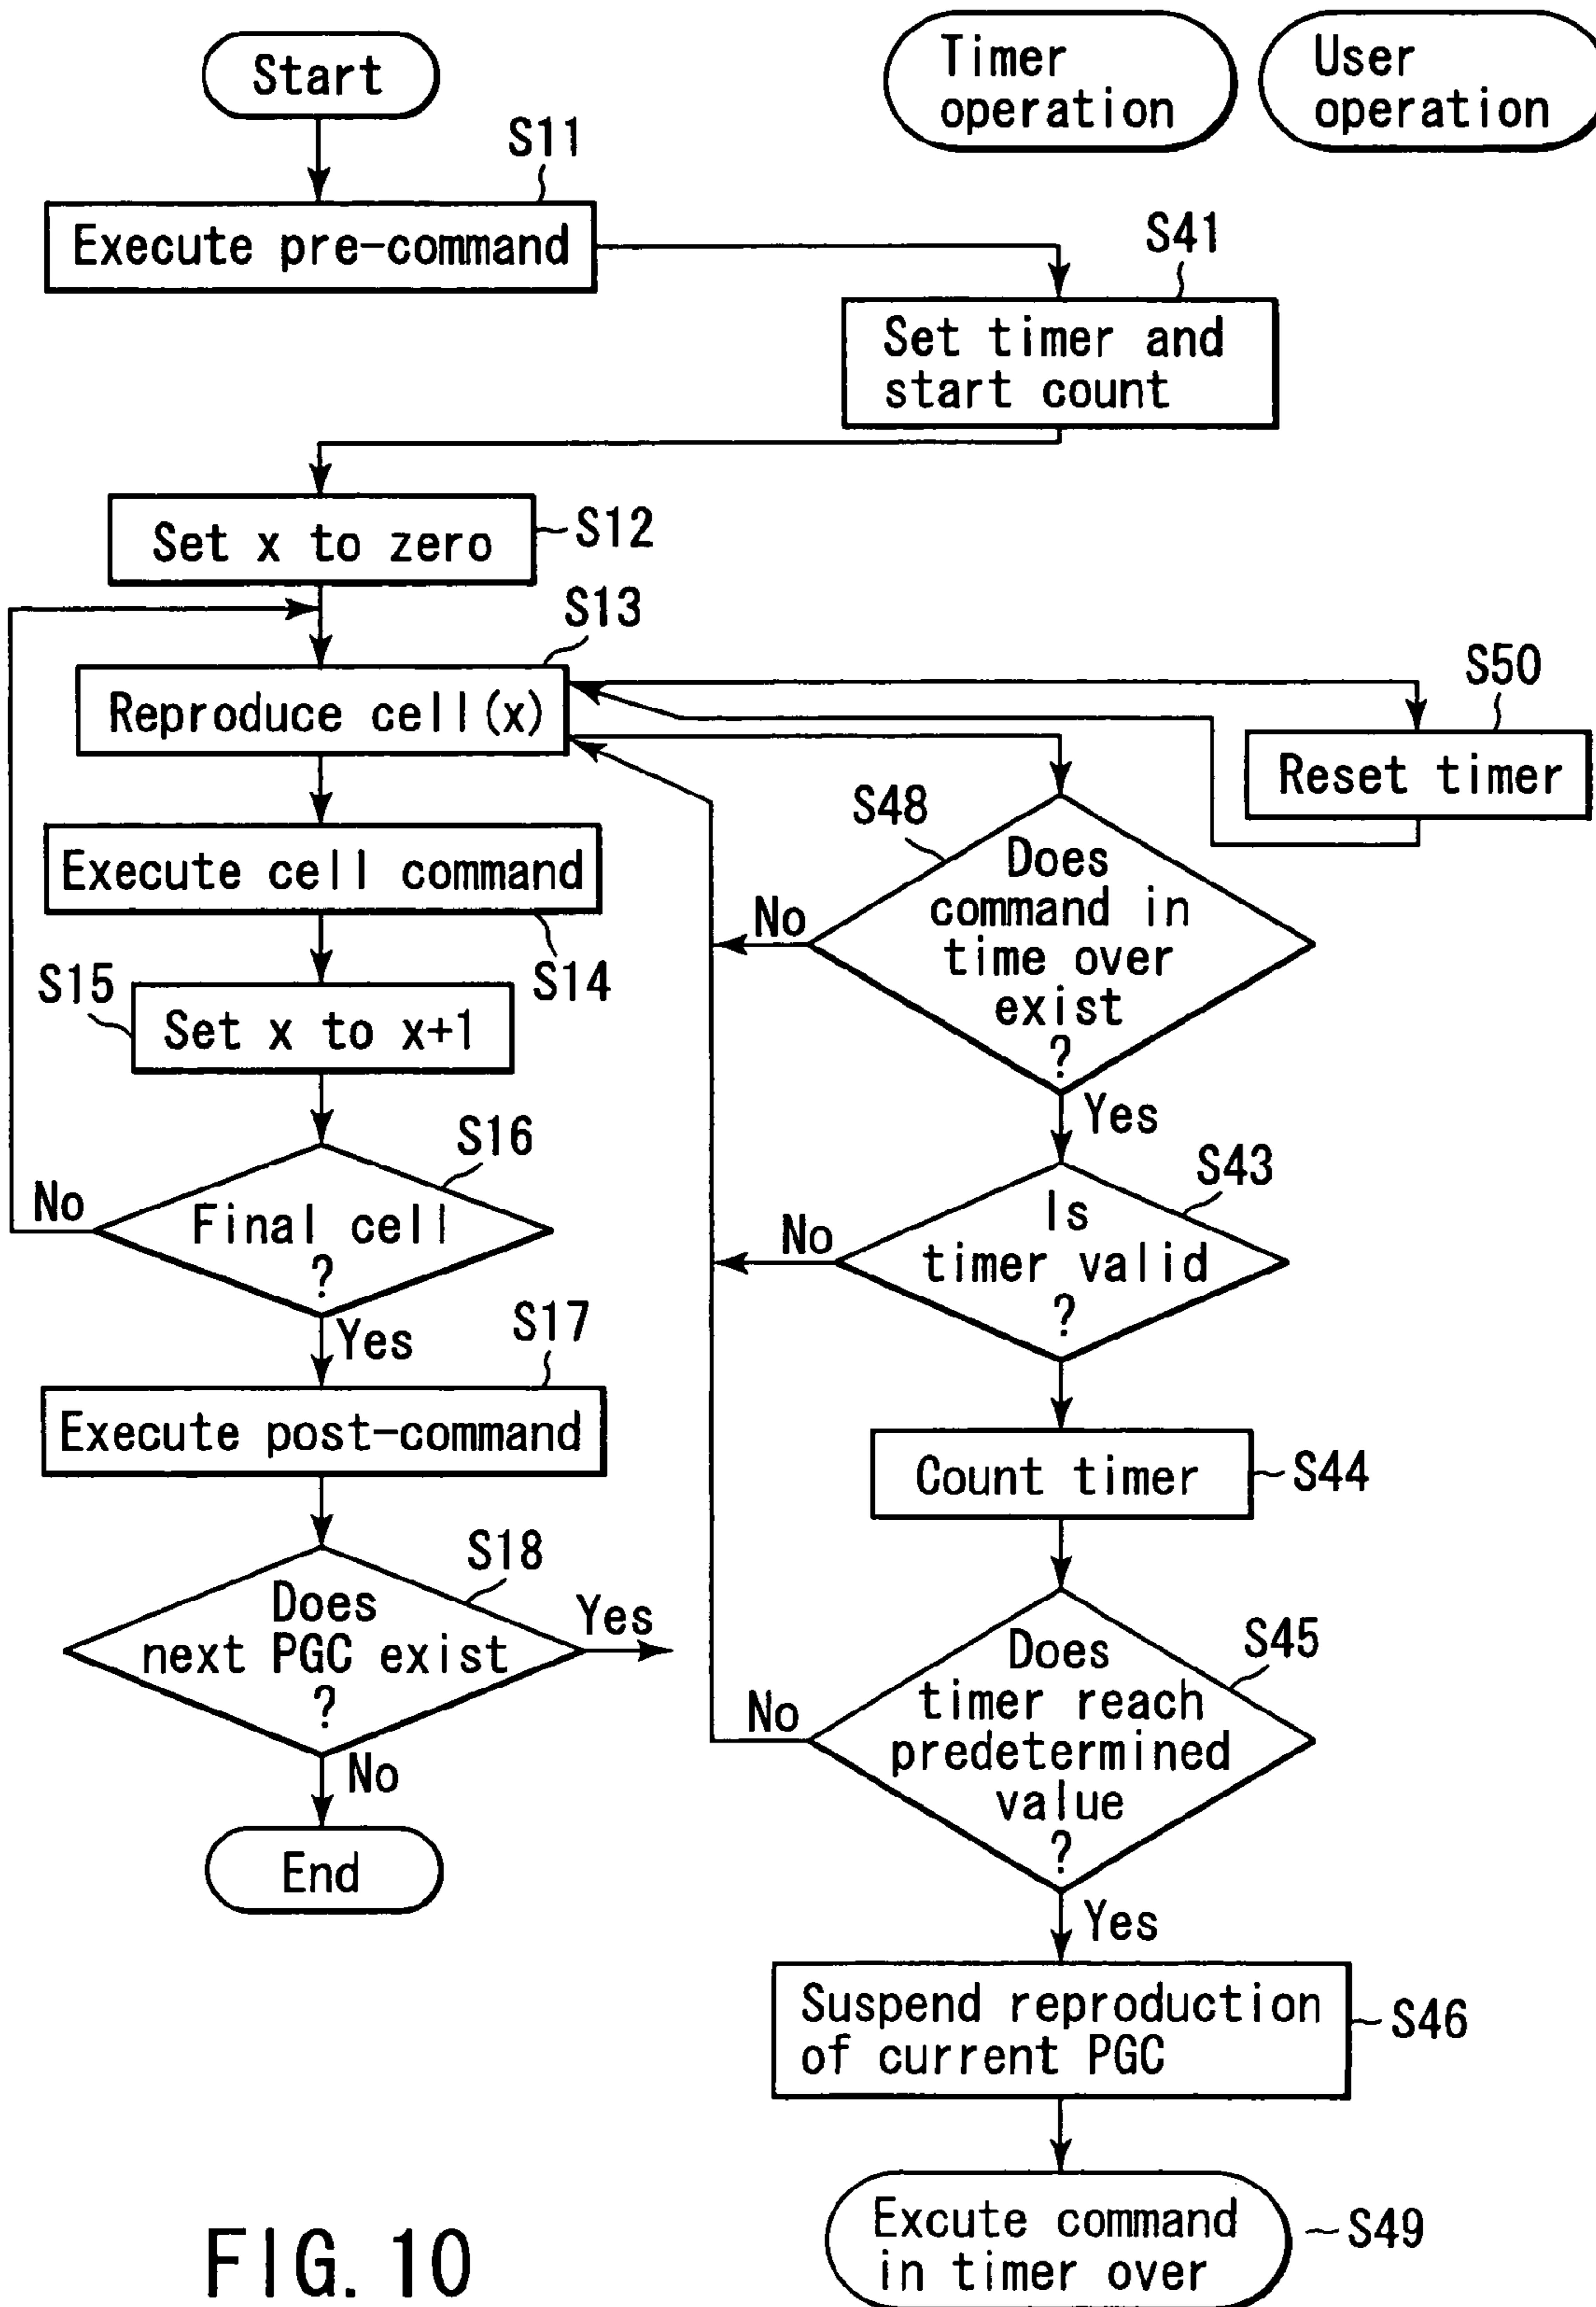 Start
Timer
operation
User
operation
S11
Execute pre-command
S41
Set timer and
start count
Set x to zero
S12
S13
Reproduce cell(x)
S50
Reset timer
Execute cell command
S14
S48
Does
command in
time over
exist
?
No
Yes
S15
Set x to x+1
S16
Final cell
?
No
Yes
S43
Is
timer valid
?
No
S17
Execute post-command
Count timer
S44
S18
Does
next PGC exist
?
Yes
No
End
S45
Does
timer reach
predetermined
value
?
No
Yes
Suspend reproduction
of current PGC
S46
Excute command
in timer over
S49
FIG. 10